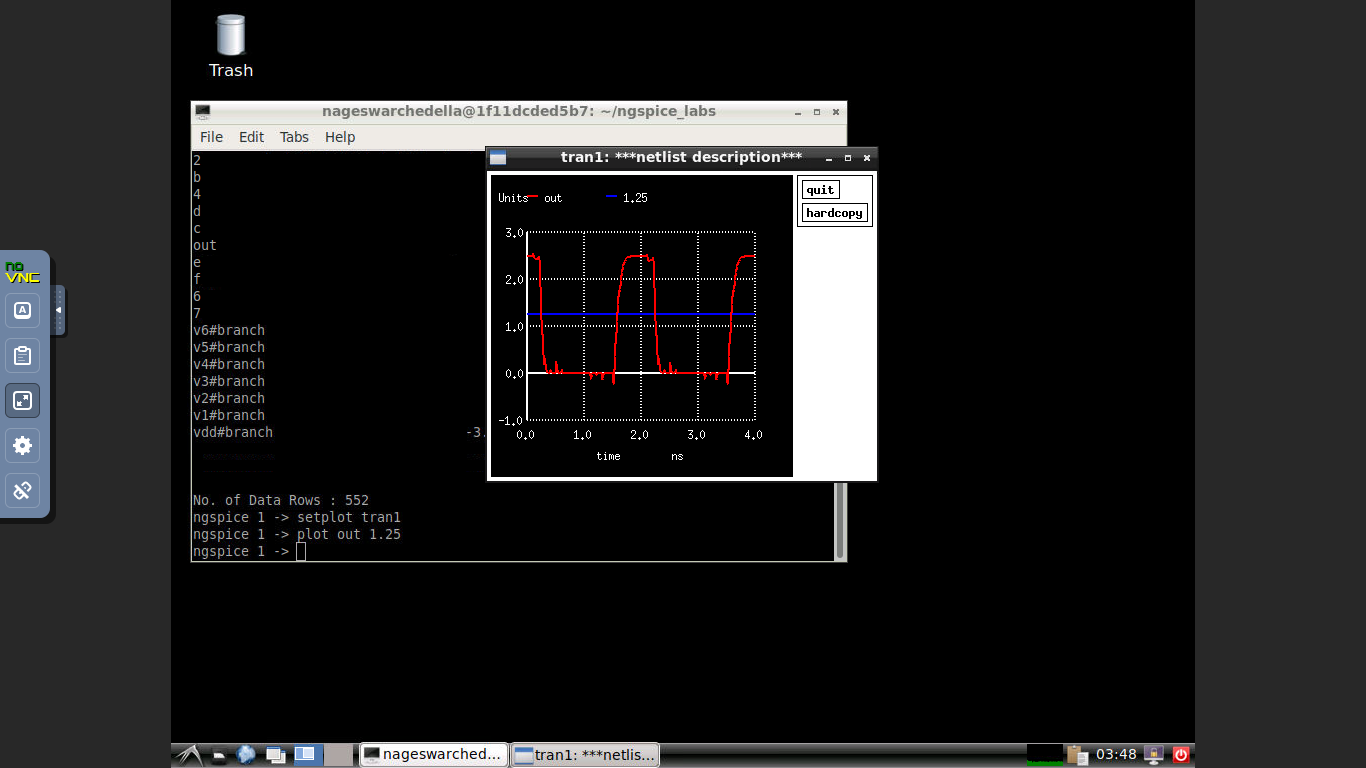 Trash
nageswarchedella@1f11dcded5b7: ~/ngspice_labs
File Edit Tabs Help
2
b
4
d
c
out
e
f
6
7
v6#branch
v5#branch
v4#branch
v3#branch
v2#branch
v1#branch
vdd#branch -3.
No. of Data Rows : 552
ngspice 1 -> setplot tran1
ngspice 1 -> plot out 1.25
ngspice 1 ->
tran1: ***netlist description***
quit
hardcopy
Units out 1.25
3.0
2.0
1.0
0.0
-1.0
0.0 1.0 2.0 3.0 4.0
time ns
no
VNC
A
nageswarched...
tran1: ***netlis...
03:48